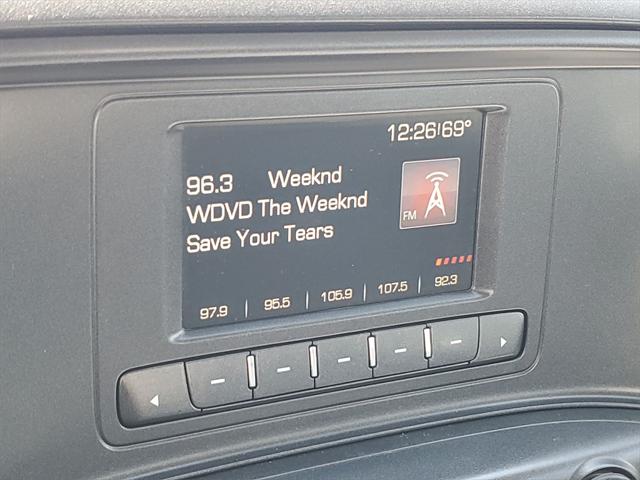 12:26 69°
96.3 Weeknd
WDVD The Weeknd
Save Your Tears
FM
97.9 | 95.5 | 105.9 | 107.5 | 92.3